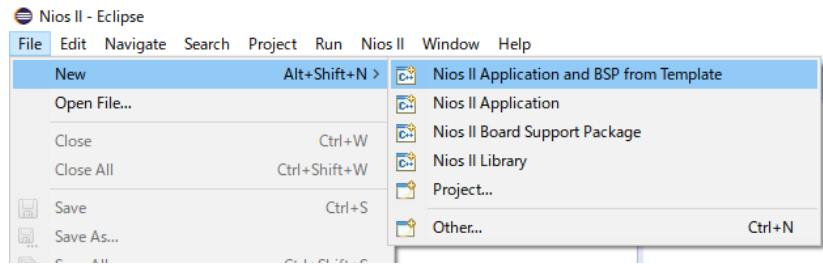 Nios II - Eclipse
File Edit Navigate Search Project Run Nios II Window Help
New Alt+Shift+N >
Nios II Application and BSP from Template
Open File...
Nios II Application
Nios II Board Support Package
Close Ctrl+W
Nios II Library
Close All Ctrl+Shift+W
Project...
Save Ctrl+S
Other... Ctrl+N
Save As...